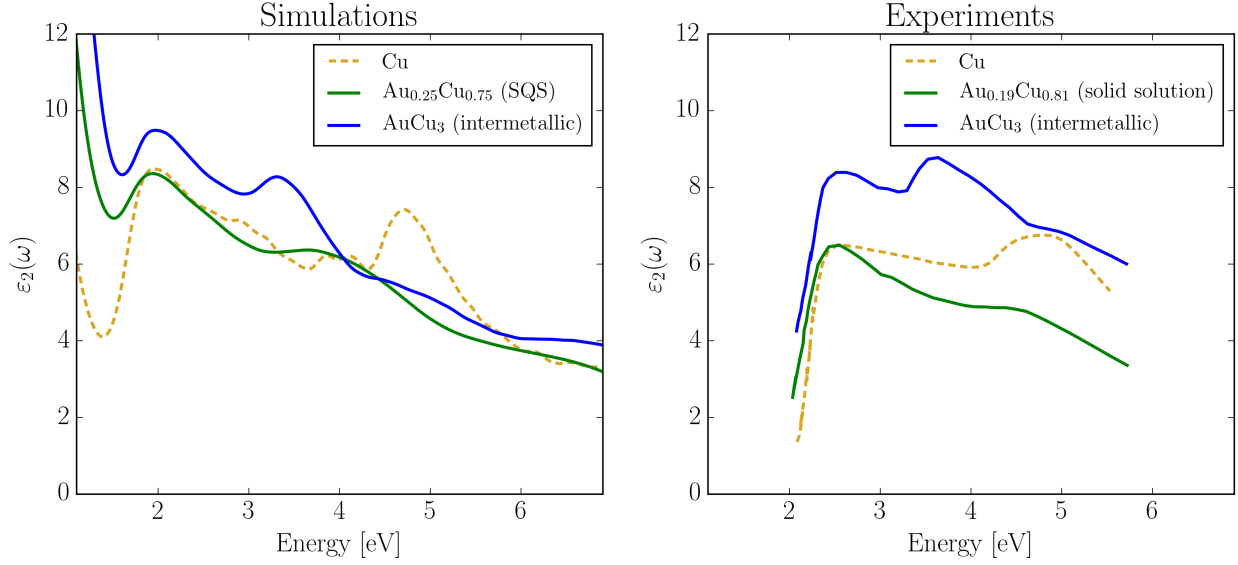 Simulations
12
10
8
6
4
2
0
ε₂(ω)
Cu
Au₀.₂₅Cu₀.₇₅ (SQS)
AuCu₃ (intermetallic)
2 3 4 5 6
Energy [eV]
Experiments
12
10
8
6
4
2
0
ε₂(ω)
Cu
Au₀.₁₉Cu₀.₈₁ (solid solution)
AuCu₃ (intermetallic)
2 3 4 5 6
Energy [eV]